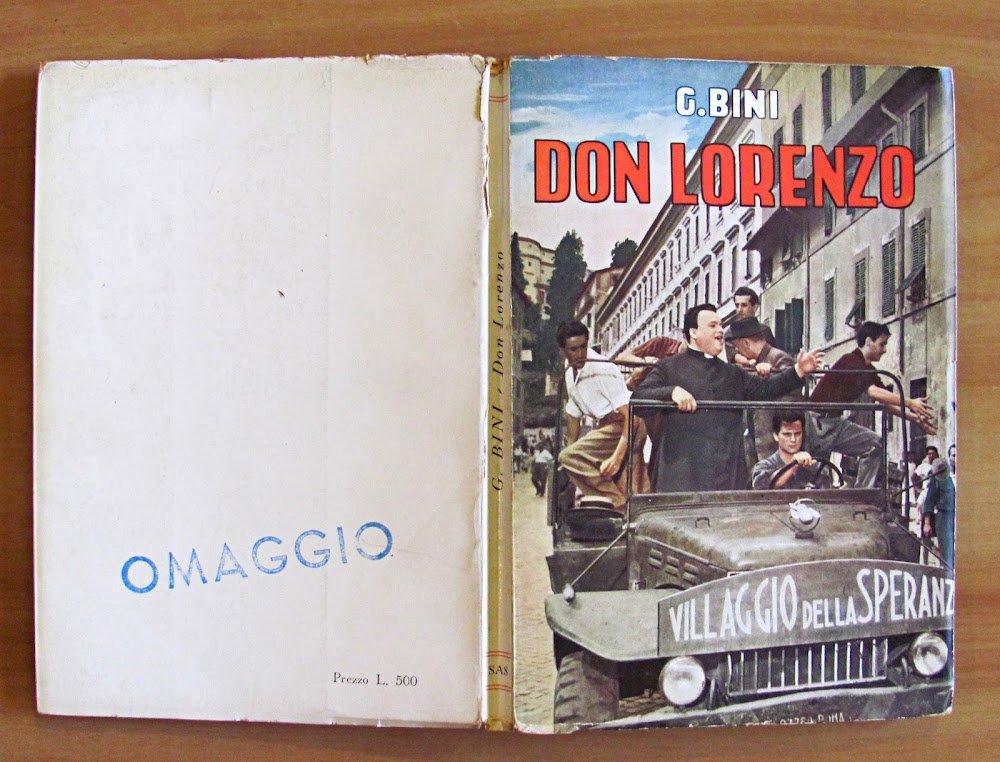 OMAGGIO
Prezzo L. 500
G. BINI - Don Lorenzo
SAS
G. BINI
DON LORENZO
VILLAGGIO DELLA SPERANZ